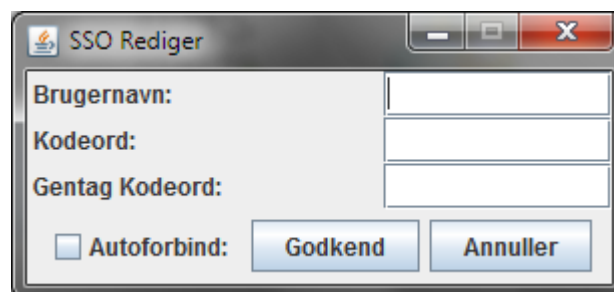 SSO Rediger
Brugernavn:
Kodeord:
Gentag Kodeord:
Autoforbind: Godkend Annuller